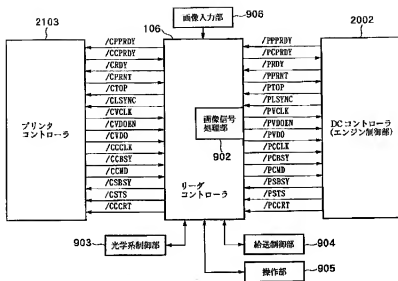 2103
106
906
2002
画像入力部
プリンタ
コントローラ
/CPPRDY
/CCPRDY
/CRDY
/CPRNT
/CTOP
/CLSYNC
/CVCLK
/CVDOEN
/CVDO
/CCCLK
/CCBSY
/CCMD
/CSBSY
/CSTS
/CCCRT
画像信号
処理部
902
リーダ
コントローラ
/PPPRDY
/PCPRDY
/PRDY
/PPRNT
/PTOP
/PLSYNC
/PVCLK
/PVDOEN
/PVDO
/PCCLK
/PCBSY
/PCMD
/PSBSY
/PSTS
/PCCRT
DCコントローラ
(エンジン制御部)
903
光学系制御部
給送制御部
904
操作部
905